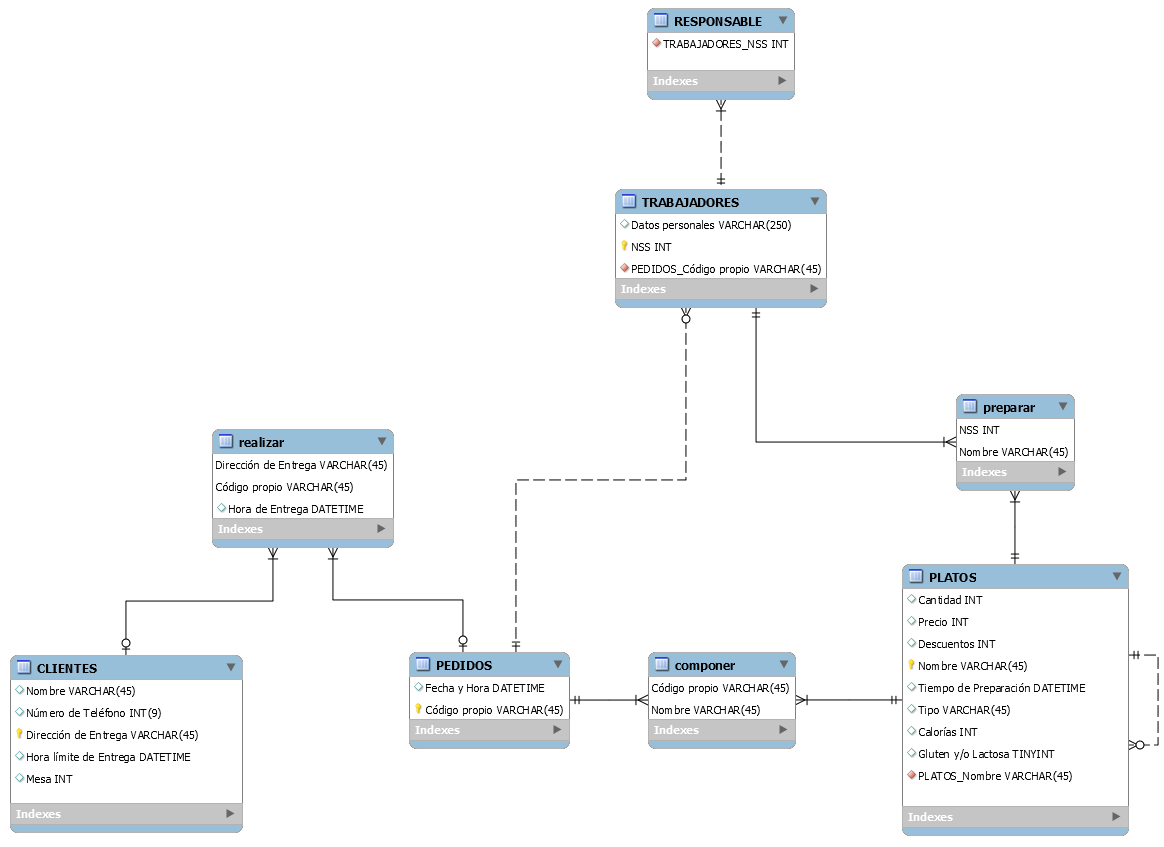 RESPONSABLE
TRABAJADORES_NSS INT
Indexes
TRABAJADORES
Datos personales VARCHAR(250)
NSS INT
PEDIDOS_Código propio VARCHAR(45)
Indexes
preparar
NSS INT
Nombre VARCHAR(45)
Indexes
realizar
Dirección de Entrega VARCHAR(45)
Código propio VARCHAR(45)
Hora de Entrega DATETIME
Indexes
CLIENTES
Nombre VARCHAR(45)
Número de Teléfono INT(9)
Dirección de Entrega VARCHAR(45)
Hora límite de Entrega DATETIME
Mesa INT
Indexes
PEDIDOS
Fecha y Hora DATETIME
Código propio VARCHAR(45)
Indexes
componer
Código propio VARCHAR(45)
Nombre VARCHAR(45)
Indexes
PLATOS
Cantidad INT
Precio INT
Descuentos INT
Nombre VARCHAR(45)
Tiempo de Preparación DATETIME
Tipo VARCHAR(45)
Calorías INT
Gluten y/o Lactosa TINYINT
PLATOS_Nombre VARCHAR(45)
Indexes